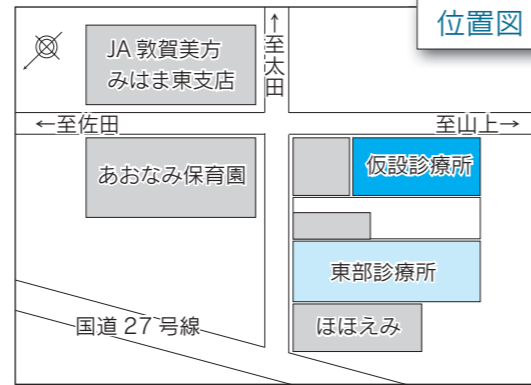 位置図
JA 敦賀美方
みはま東支店
↑至太田
←至佐田
至山上→
あおなみ保育園
仮設診療所
東部診療所
国道 27 号線
ほほえみ